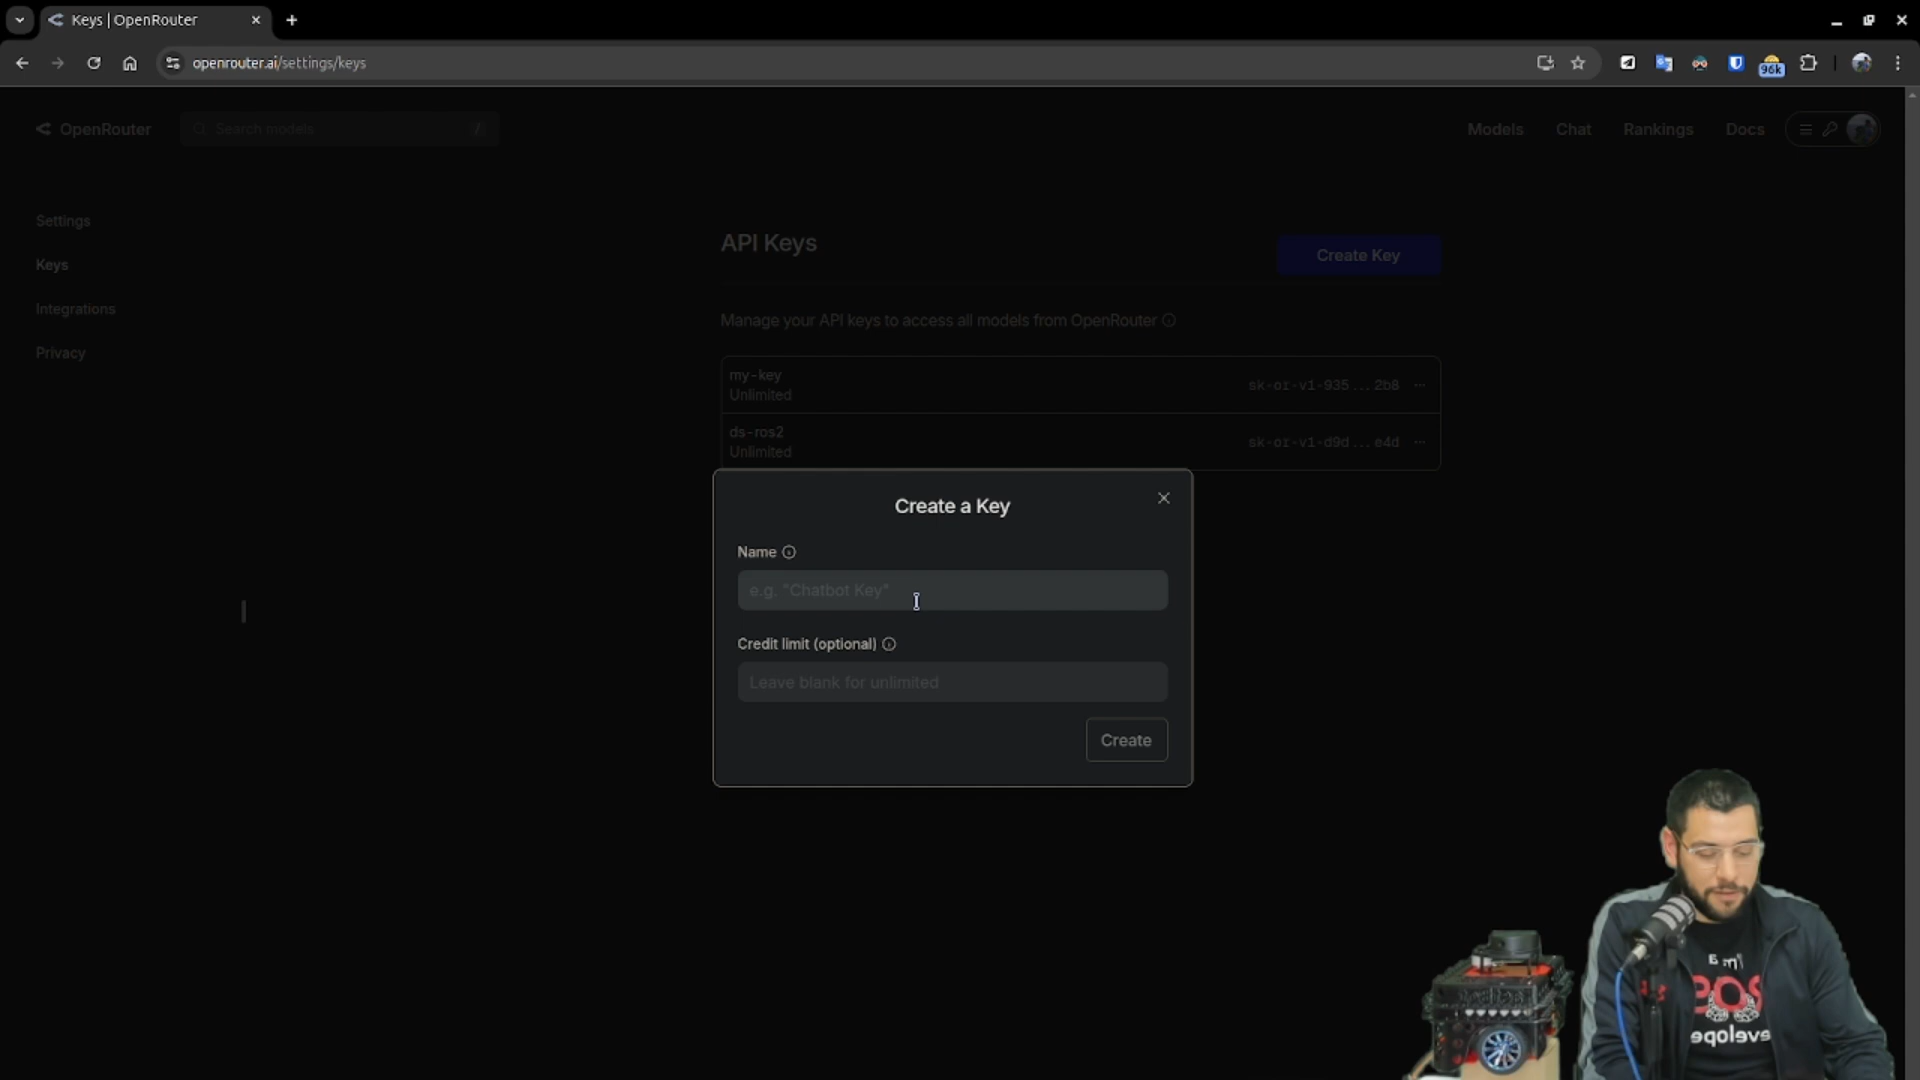 Keys | OpenRouter
openrouter.ai/settings/keys
96k
OpenRouter
Search models
/
Models
Chat
Rankings
Docs
Settings
Keys
Integrations
Privacy
API Keys
Create Key
Manage your API keys to access all models from OpenRouter
my-key
Unlimited
sk-or-v1-935...2b8
ds-ros2
Unlimited
sk-or-v1-d9d...e4d
Create a Key
Name
e.g. "Chatbot Key"
Credit limit (optional)
Leave blank for unlimited
Create
I'm a
ROS